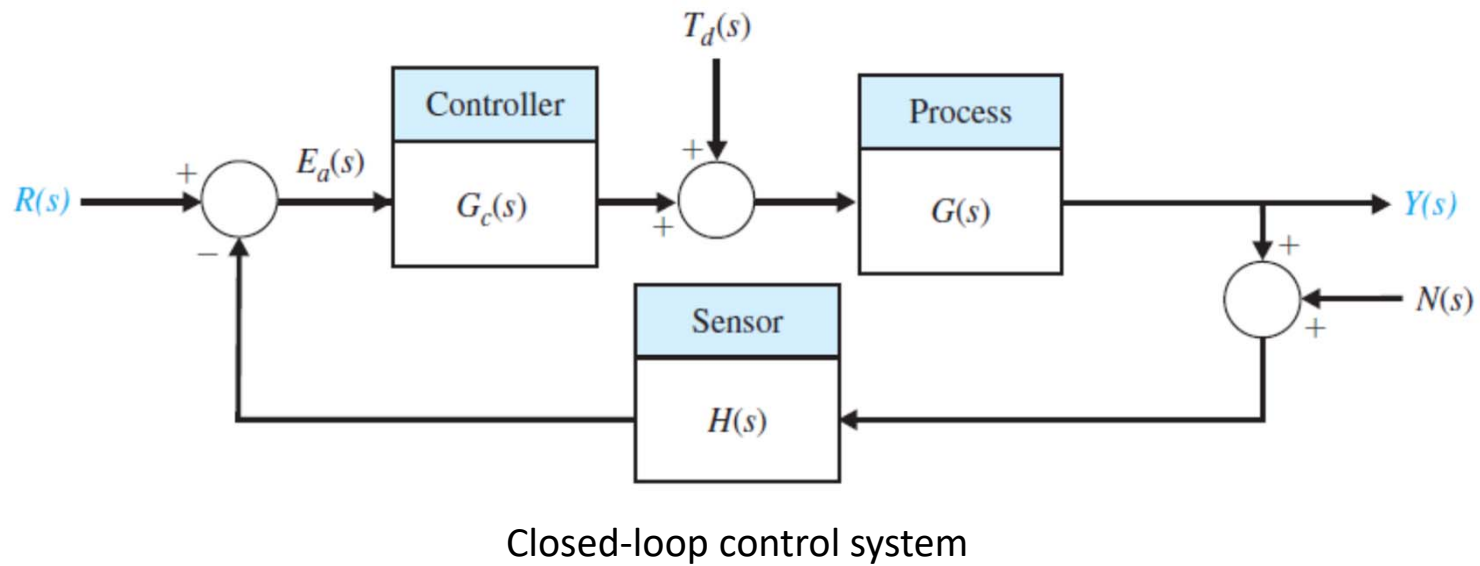 T_d(s)
Controller
Process
+
E_a(s)
+
R(s)
G_c(s)
G(s)
Y(s)
+
−
+
N(s)
+
Sensor
H(s)
Closed-loop control system